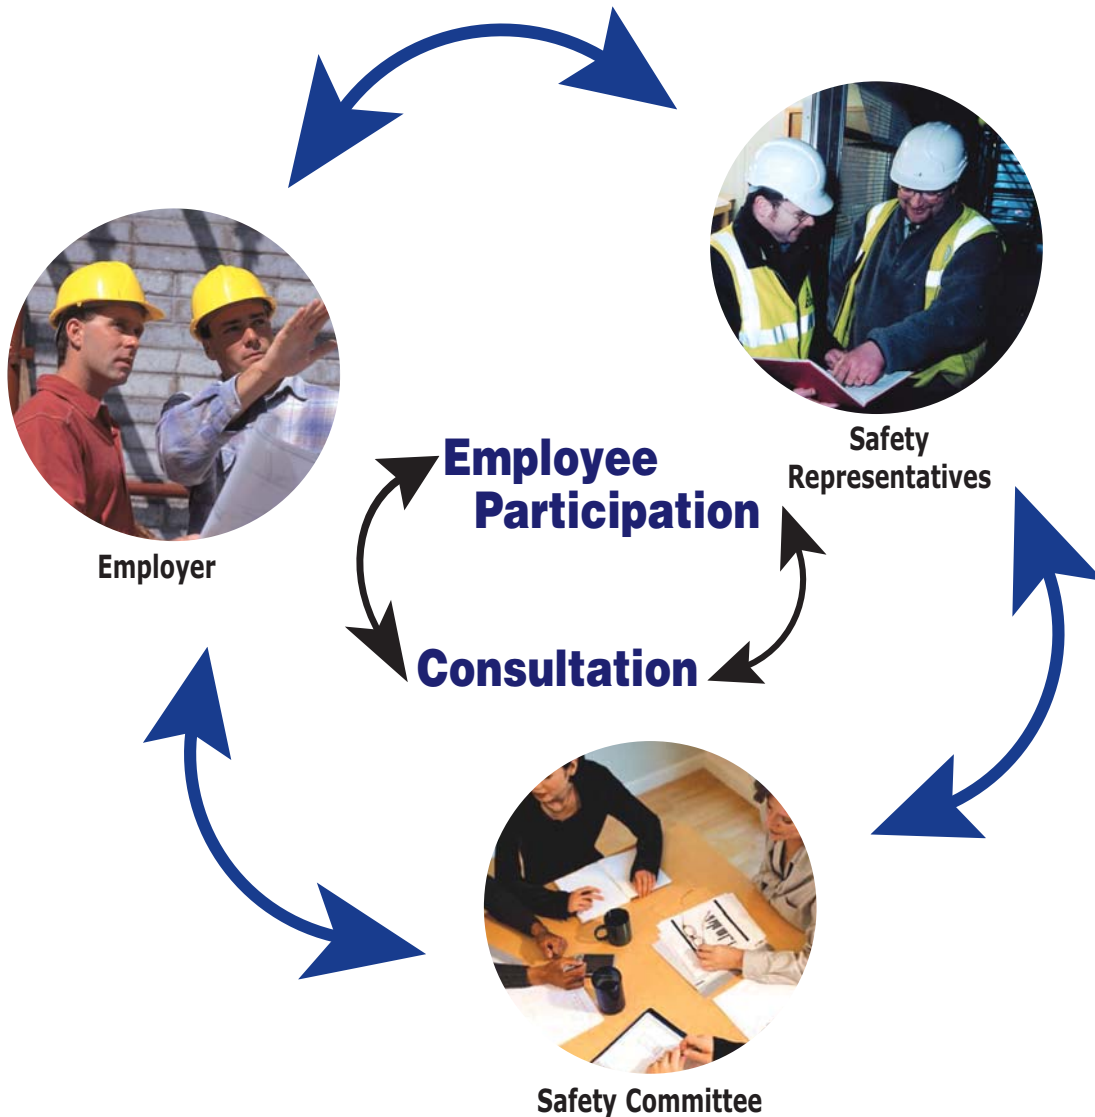 Safety
Representatives
Employee
Participation
Employer
Consultation
Safety Committee